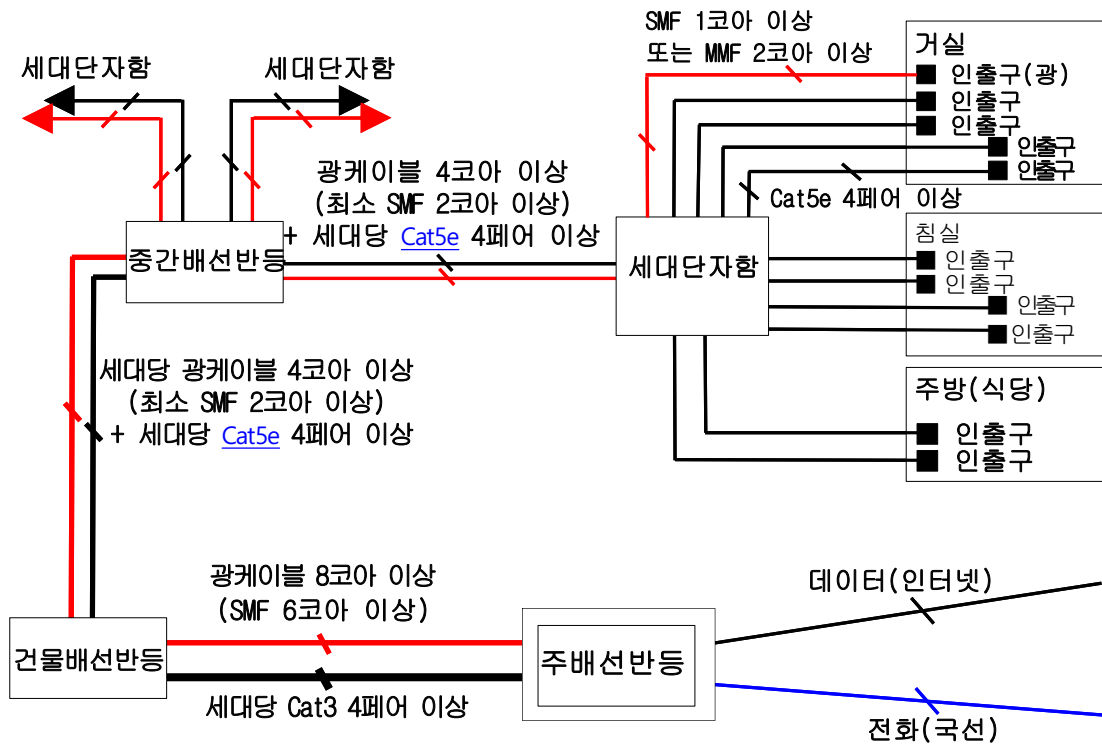 SMF 1코아 이상
또는 MMF 2코아 이상
거실
인출구(광)
인출구
인출구
인출구
인출구
Cat5e 4페어 이상
세대단자함
세대단자함
광케이블 4코아 이상
(최소 SMF 2코아 이상)
+ 세대당 Cat5e 4페어 이상
중간배선반등
세대단자함
침실
인출구
인출구
인출구
인출구
세대당 광케이블 4코아 이상
(최소 SMF 2코아 이상)
+ 세대당 Cat5e 4페어 이상
주방(식당)
인출구
인출구
광케이블 8코아 이상
(SMF 6코아 이상)
데이터(인터넷)
건물배선반등
주배선반등
세대당 Cat3 4페어 이상
전화(국선)